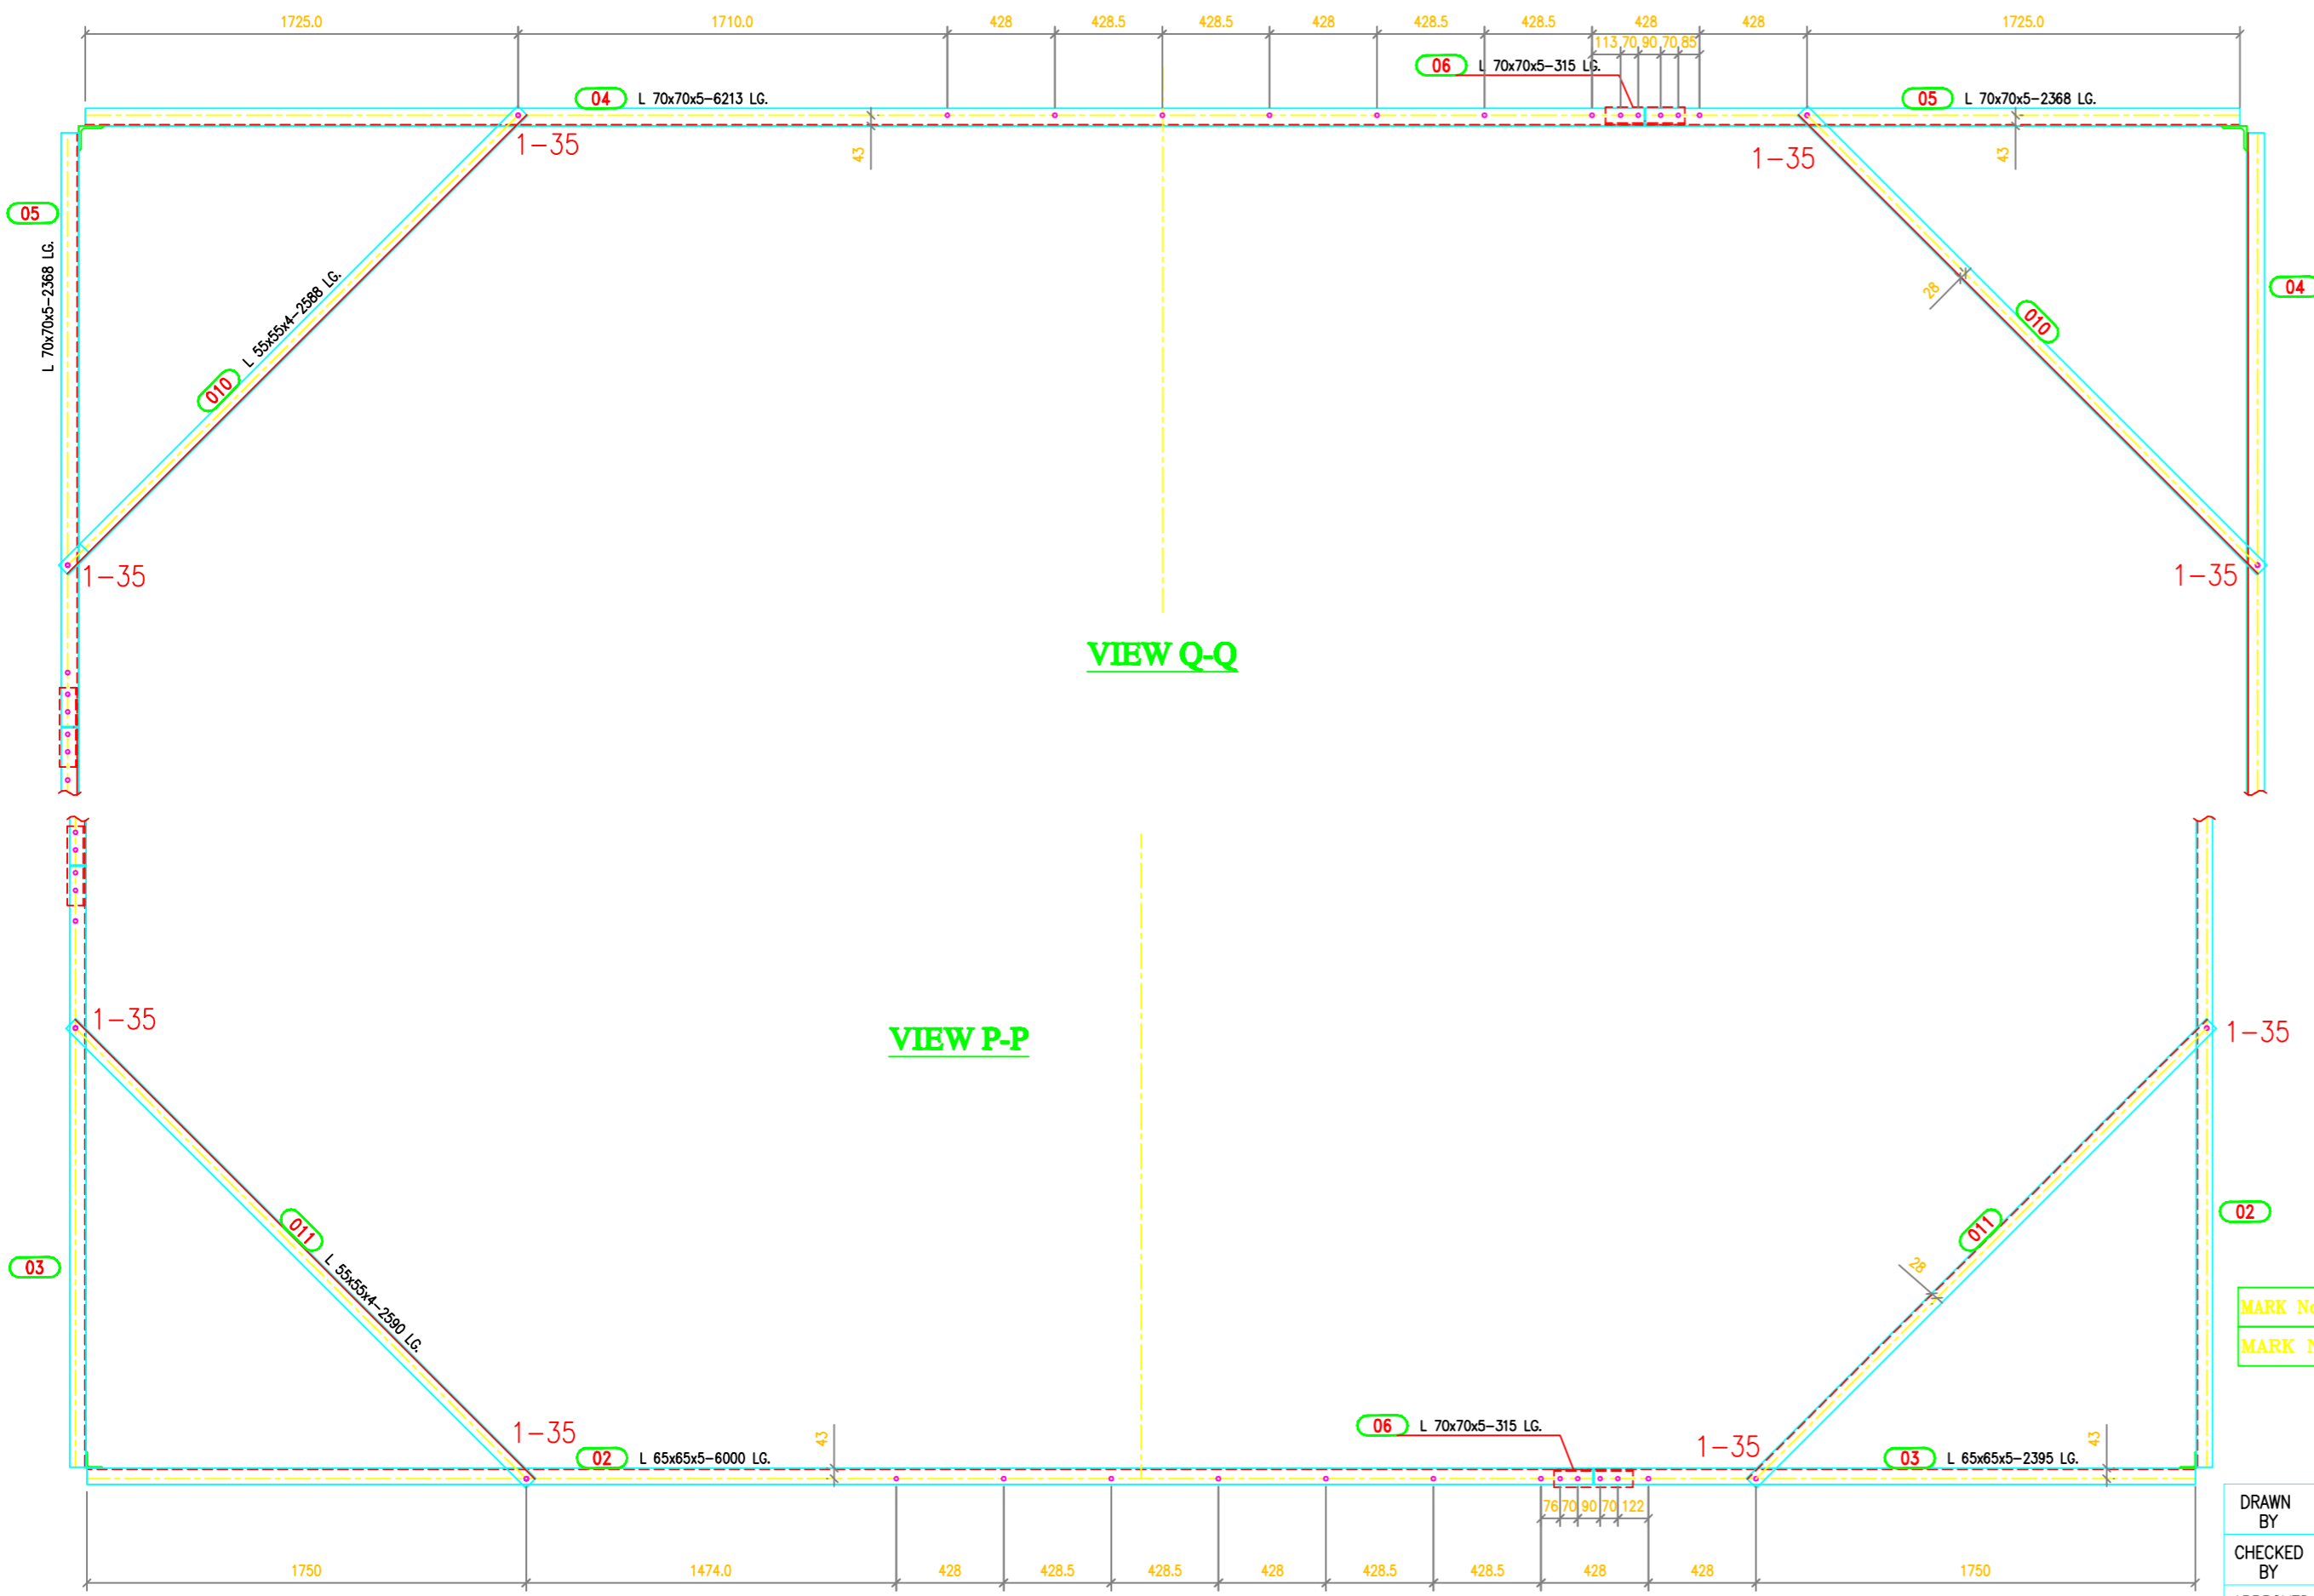 1725.0 1710.0 428 428.5 428.5 428 428.5 428.5 428 428 1725.0
113 70 90 70 85
06 L 70x70x5-315 LG.
04 L 70x70x5-6213 LG.
05 L 70x70x5-2368 LG.
1-35
43
1-35
43
05
L 70x70x5-2368 LG.
010 L 55x55x4-2588 LG.
28
010
04
1-35
1-35
VIEW Q-Q
1-35
VIEW P-P
1-35
011 L 55x55x4-2590 LG.
011
28
02
03
MARK
MARK
1-35
43
02 L 65x65x5-6000 LG.
06 L 70x70x5-315 LG.
1-35
43
03 L 65x65x5-2395 LG.
76 70 90 70 122
1750 1474.0 428 428.5 428.5 428 428.5 428.5 428 428 1750
DRAWN
BY
CHECKED
BY